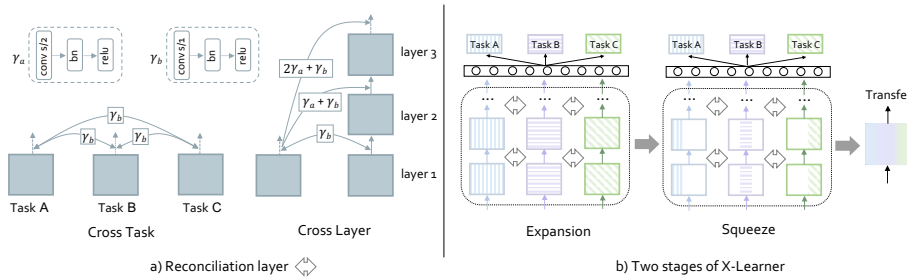 γa
conv s/2
bn
relu
γb
conv s/1
bn
relu
γb
γb
γb
Task A
Task B
Task C
Cross Task
2γa + γb
γa + γb
γb
layer 3
layer 2
layer 1
Cross Layer
a) Reconciliation layer
Task A
Task B
Task C
...
...
...
Expansion
Task A
Task B
Task C
...
...
...
Squeeze
Transfe
b) Two stages of X-Learner